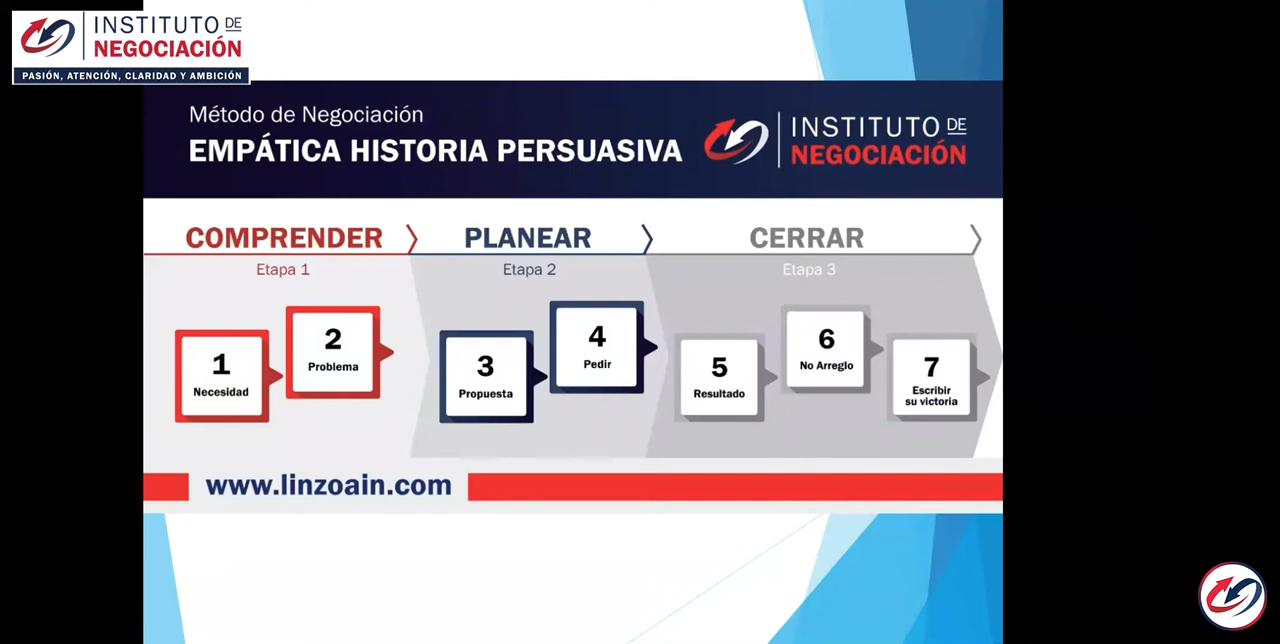 INSTITUTO DE
NEGOCIACIÓN
PASIÓN, ATENCIÓN, CLARIDAD Y AMBICIÓN
Método de Negociación
EMPÁTICA HISTORIA PERSUASIVA
INSTITUTO DE
NEGOCIACIÓN
COMPRENDER
Etapa 1
PLANEAR
Etapa 2
CERRAR
Etapa 3
1
Necesidad
2
Problema
3
Propuesta
4
Pedir
5
Resultado
6
No Arreglo
7
Escribir
su victoria
www.linzoain.com